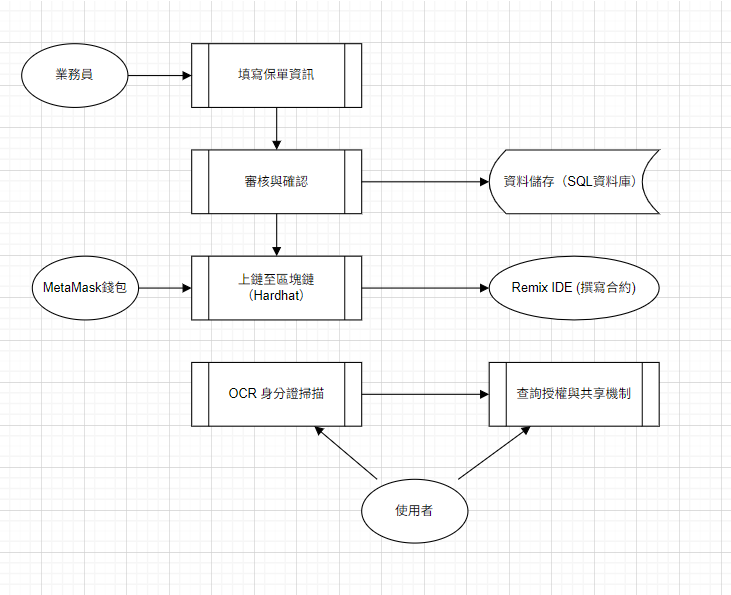 業務員
填寫保單資訊
審核與確認
資料儲存（SQL資料庫）
MetaMask錢包
上鏈至區塊鏈
（Hardhat）
Remix IDE (撰寫合約)
OCR 身分證掃描
查詢授權與共享機制
使用者